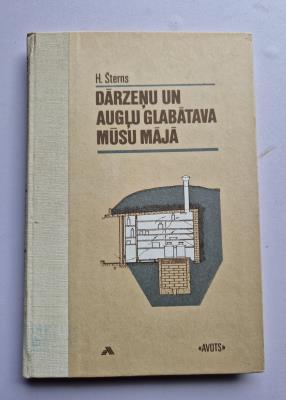 H. Šterns
DĀRZEŅU UN
AUGĻU GLABĀTAVA
MŪSU MĀJĀ
«AVOTS»